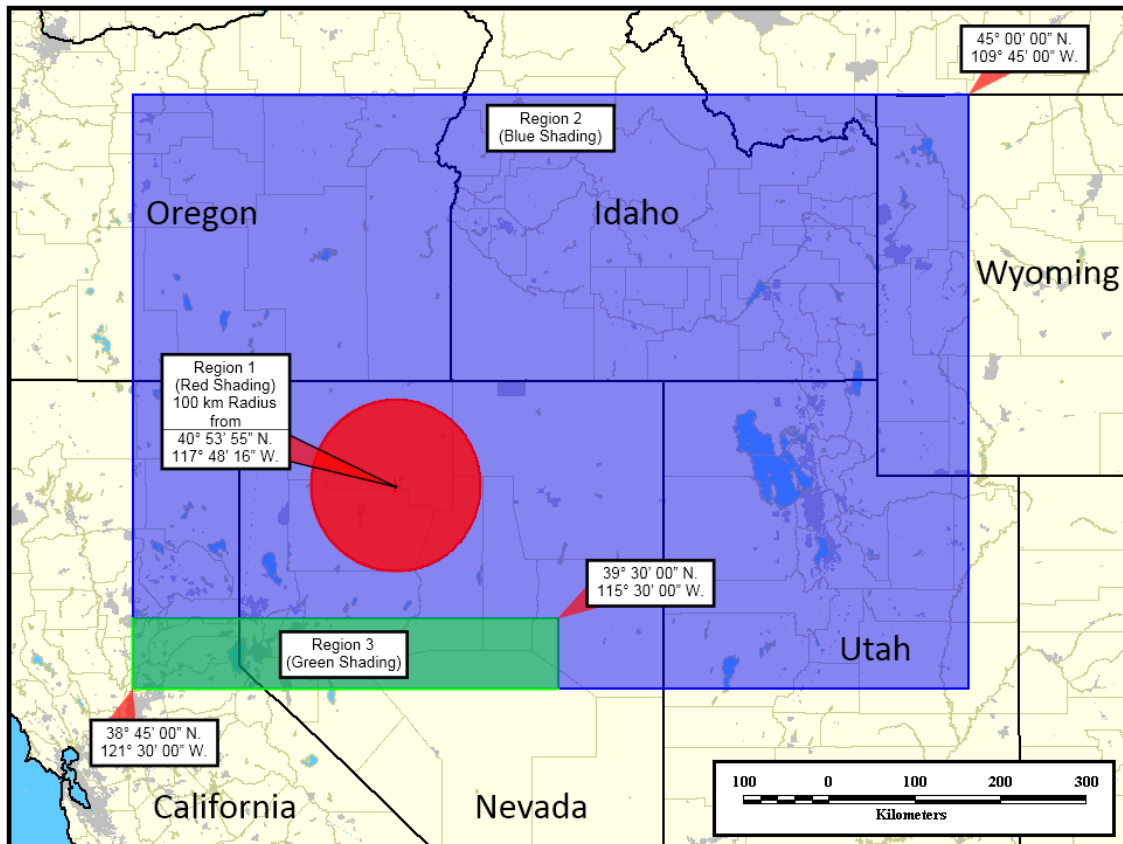 45° 00’ 00” N.
109° 45’ 00” W.
Region 2
(Blue Shading)
Oregon
Idaho
Wyoming
Region 1
(Red Shading)
100 km Radius
from
40° 53’ 55” N.
117° 48’ 16” W.
39° 30’ 00” N.
115° 30’ 00” W.
Region 3
(Green Shading)
Utah
38° 45’ 00” N.
121° 30’ 00” W.
California
Nevada
100 0 100 200 300
Kilometers